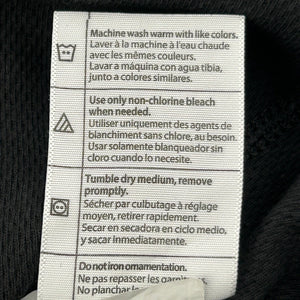 Machine wash warm with like colors.
Laver à la machine à l'eau chaude
avec les mêmes couleurs.
Lavar a maquina con agua tibia,
junto a colores similares.
Use only non-chlorine bleach
when needed.
Utiliser uniquement des agents de
blanchiment sans chlore, au besoin.
Usar solamente blanqueador sin
cloro cuando lo necesite.
Tumble dry medium, remove
promptly.
Sécher par culbutage à réglage
moyen, retirer rapidement.
Secar en secadora en ciclo medio,
y sacar inmediatamente.
Do not iron ornamentation.
Ne pas repasser les
No planchar